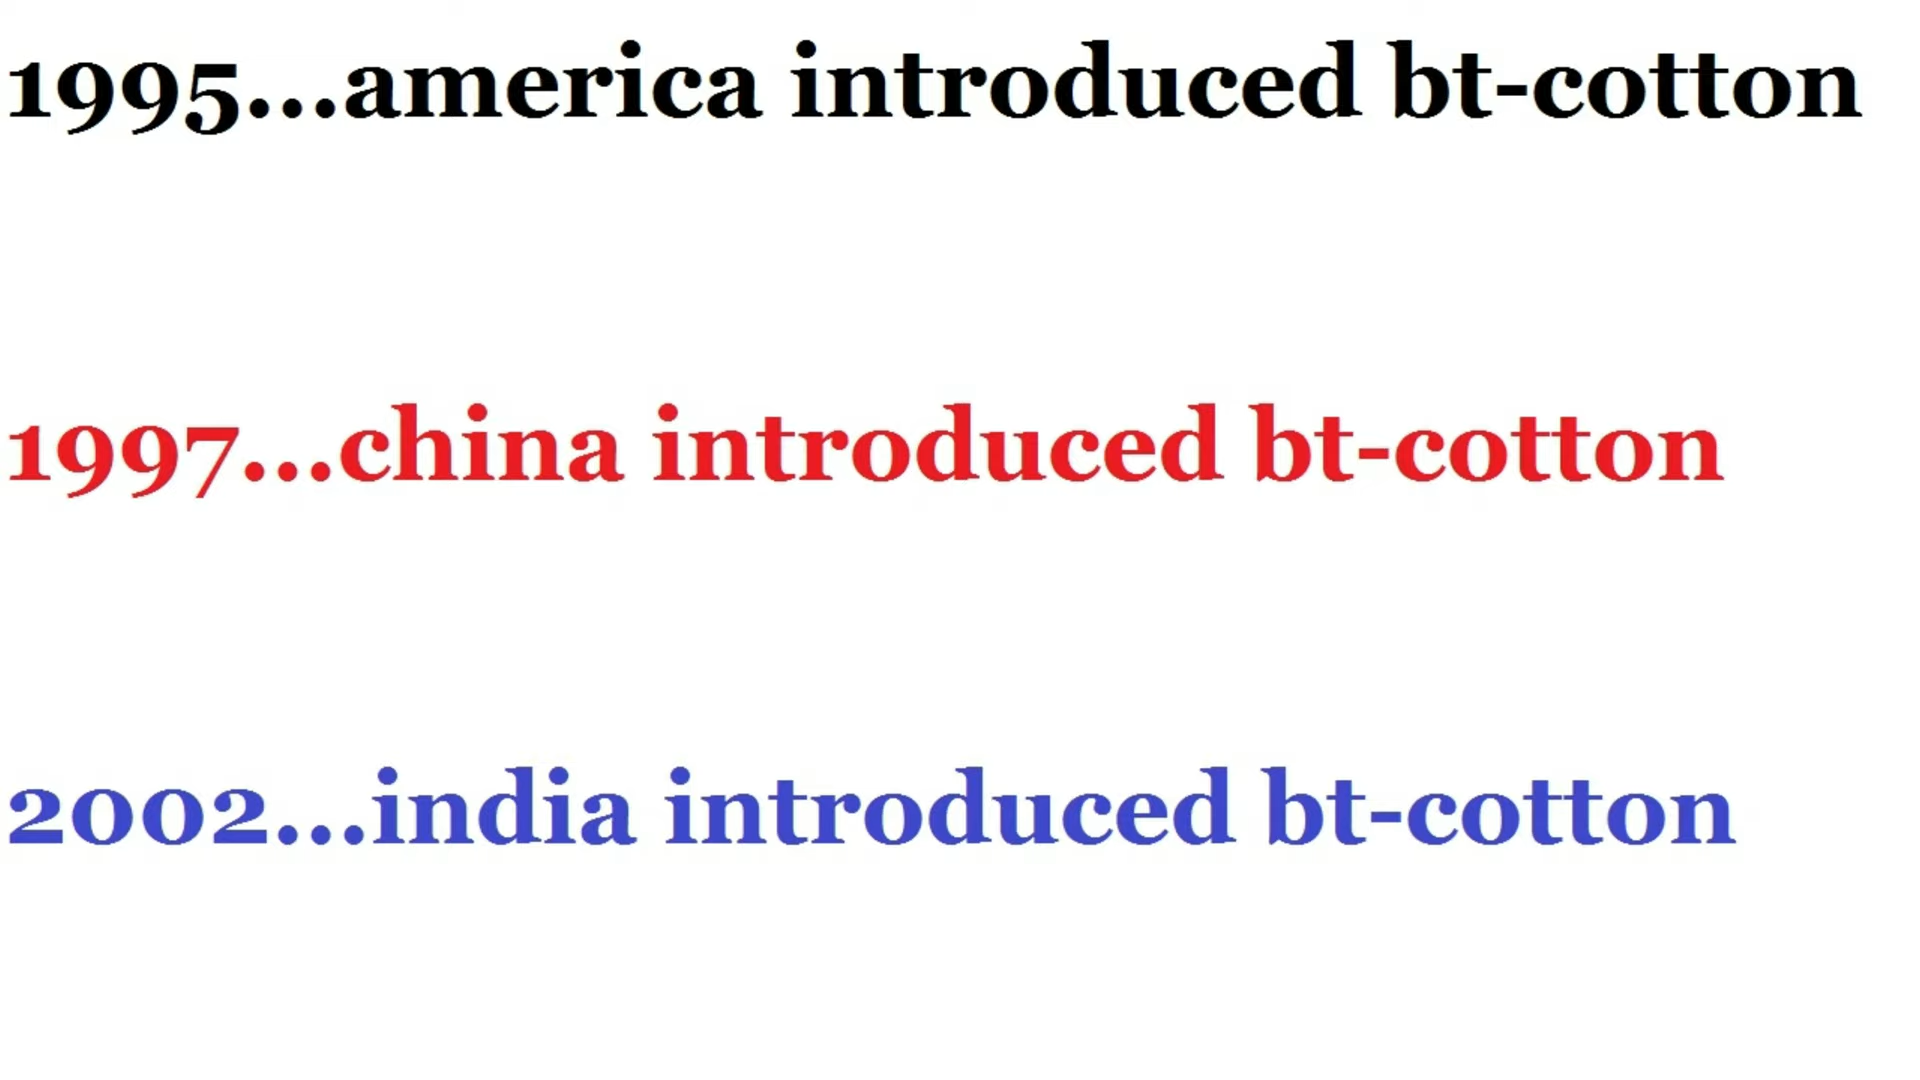 1995...america introduced bt-cotton
1997...china introduced bt-cotton
2002...india introduced bt-cotton